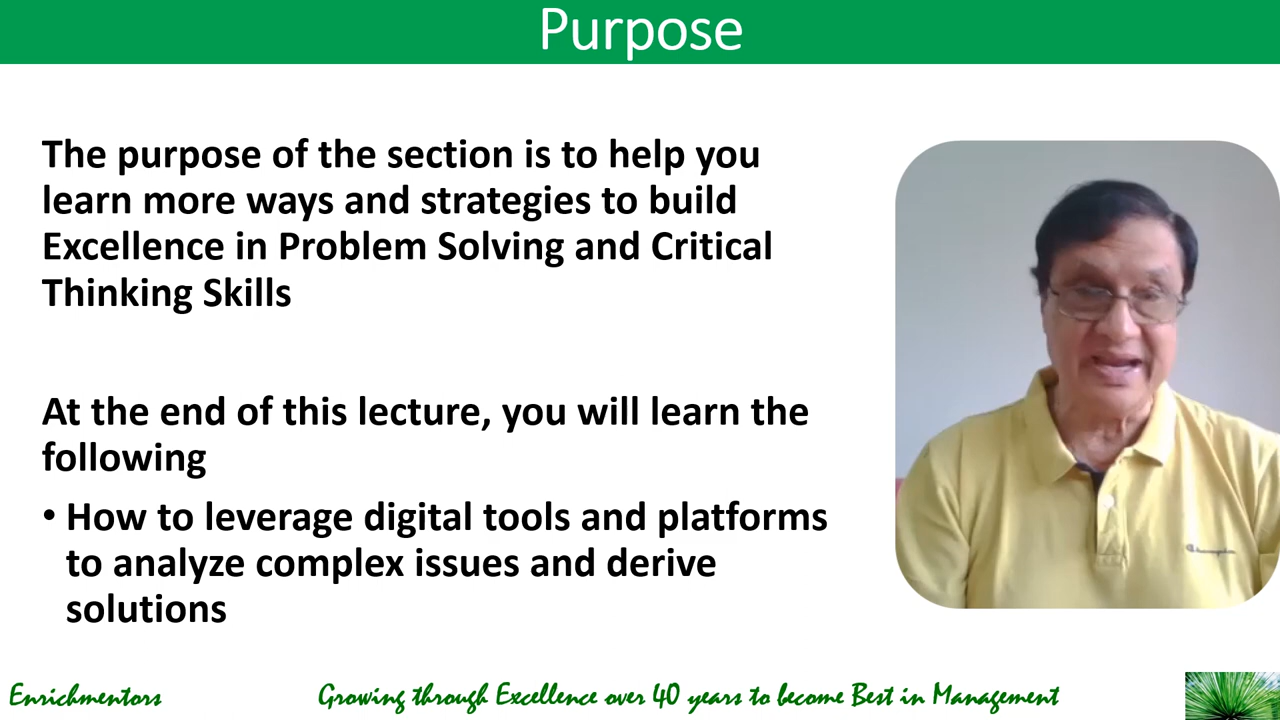 Purpose
The purpose of the section is to help you
learn more ways and strategies to build
Excellence in Problem Solving and Critical
Thinking Skills
At the end of this lecture, you will learn the
following
• How to leverage digital tools and platforms
to analyze complex issues and derive
solutions
Enrichmentors
Growing through Excellence over 40 years to become Best in Management